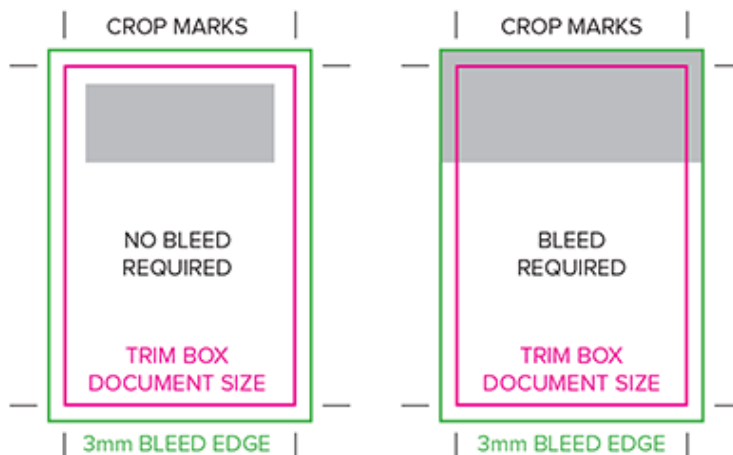 CROP MARKS
NO BLEED
REQUIRED
TRIM BOX
DOCUMENT SIZE
3mm BLEED EDGE
CROP MARKS
BLEED
REQUIRED
TRIM BOX
DOCUMENT SIZE
3mm BLEED EDGE